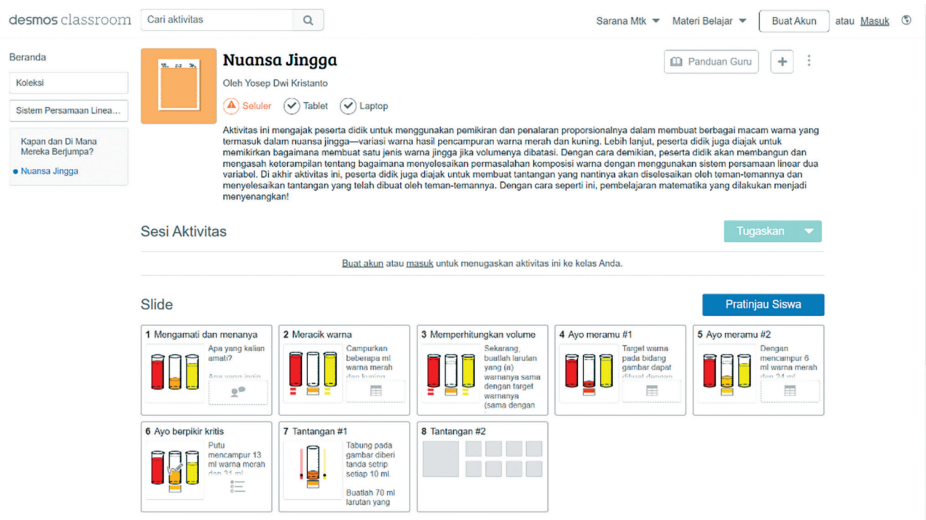 desmos classroom
Cari aktivitas
Sarana Mtk
Materi Belajar
Buat Akun
atau Masuk
Beranda
Koleksi
Sistem Persamaan Linea...
Kapan dan Di Mana
Mereka Berjumpa?
Nuansa Jingga
Nuansa Jingga
Panduan Guru
Oleh Yosep Dwi Kristanto
Seluler
Tablet
Laptop
Aktivitas ini mengajak peserta didik untuk menggunakan pemikiran dan penalaran proporsionalnya dalam membuat berbagai macam warna yang
termasuk dalam nuansa jingga—variasi warna hasil pencampuran warna merah dan kuning. Lebih lanjut, peserta didik juga diajak untuk
memikirkan bagaimana membuat satu jenis warna jingga jika volumenya dibatasi. Dengan cara demikian, peserta didik akan membangun dan
mengasah keterampilan tentang bagaimana menyelesaikan permasalahan komposisi warna dengan menggunakan sistem persamaan linear dua
variabel. Di akhir aktivitas ini, peserta didik juga diajak untuk membuat tantangan yang nantinya akan diselesaikan oleh teman-temannya dan
menyelesaikan tantangan yang telah dibuat oleh teman-temannya. Dengan cara seperti ini, pembelajaran matematika yang dilakukan menjadi
menyenangkan!
Sesi Aktivitas
Tugaskan
Buat akun atau masuk untuk menugaskan aktivitas ini ke kelas Anda.
Slide
Pratinjau Siswa
1 Mengamati dan menanya
Apa yang kalian
amati?
2 Meracik warna
Campurkan
beberapa ml
warna merah
dan kuning
3 Memperhitungkan volume
Sekarang,
buatlah larutan
yang (a)
warnanya sama
dengan target
warnanya
(sama dengan
4 Ayo meramu #1
Target warna
pada bidang
gambar dapat
dibuat dengan
5 Ayo meramu #2
Dengan
mencampur 6
ml warna merah
dan 24 ml
6 Ayo berpikir kritis
Putu
mencampur 13
ml warna merah
dan 21 ml
7 Tantangan #1
Tabung pada
gambar diberi
tanda setrip
setiap 10 ml.
Buatlah 70 ml
larutan yang
8 Tantangan #2